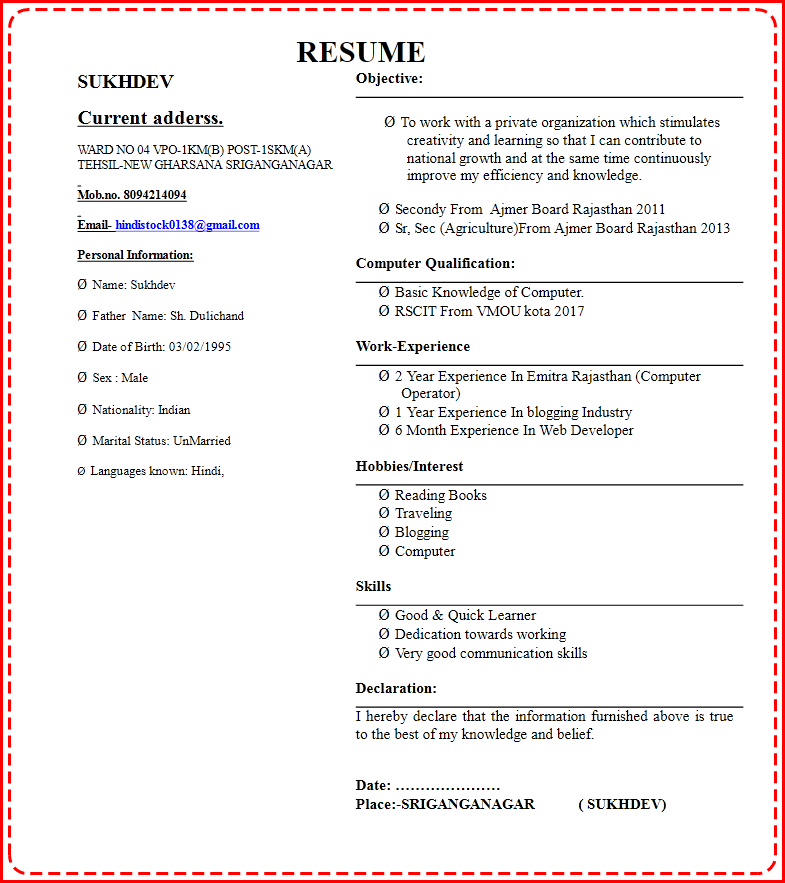 RESUME
SUKHDEV
Current adderss.
WARD NO 04 VPO-1KM(B) POST-1SKM(A)
TEHSIL-NEW GHARSANA SRIGANGANAGAR
Mob.no. 8094214094
Email- hindistock0138@gmail.com
Personal Information:
Ø Name: Sukhdev
Ø Father Name: Sh. Dulichand
Ø Date of Birth: 03/02/1995
Ø Sex : Male
Ø Nationality: Indian
Ø Marital Status: UnMarried
Ø Languages known: Hindi,
Objective:
Ø To work with a private organization which stimulates
creativity and learning so that I can contribute to
national growth and at the same time continuously
improve my efficiency and knowledge.
Ø Secondy From Ajmer Board Rajasthan 2011
Ø Sr, Sec (Agriculture)From Ajmer Board Rajasthan 2013
Computer Qualification:
Ø Basic Knowledge of Computer.
Ø RSCIT From VMOU kota 2017
Work-Experience
Ø 2 Year Experience In Emitra Rajasthan (Computer
Operator)
Ø 1 Year Experience In blogging Industry
Ø 6 Month Experience In Web Developer
Hobbies/Interest
Ø Reading Books
Ø Traveling
Ø Blogging
Ø Computer
Skills
Ø Good & Quick Learner
Ø Dedication towards working
Ø Very good communication skills
Declaration:
I hereby declare that the information furnished above is true
to the best of my knowledge and belief.
Date: …………………
Place:-SRIGANGANAGAR ( SUKHDEV)